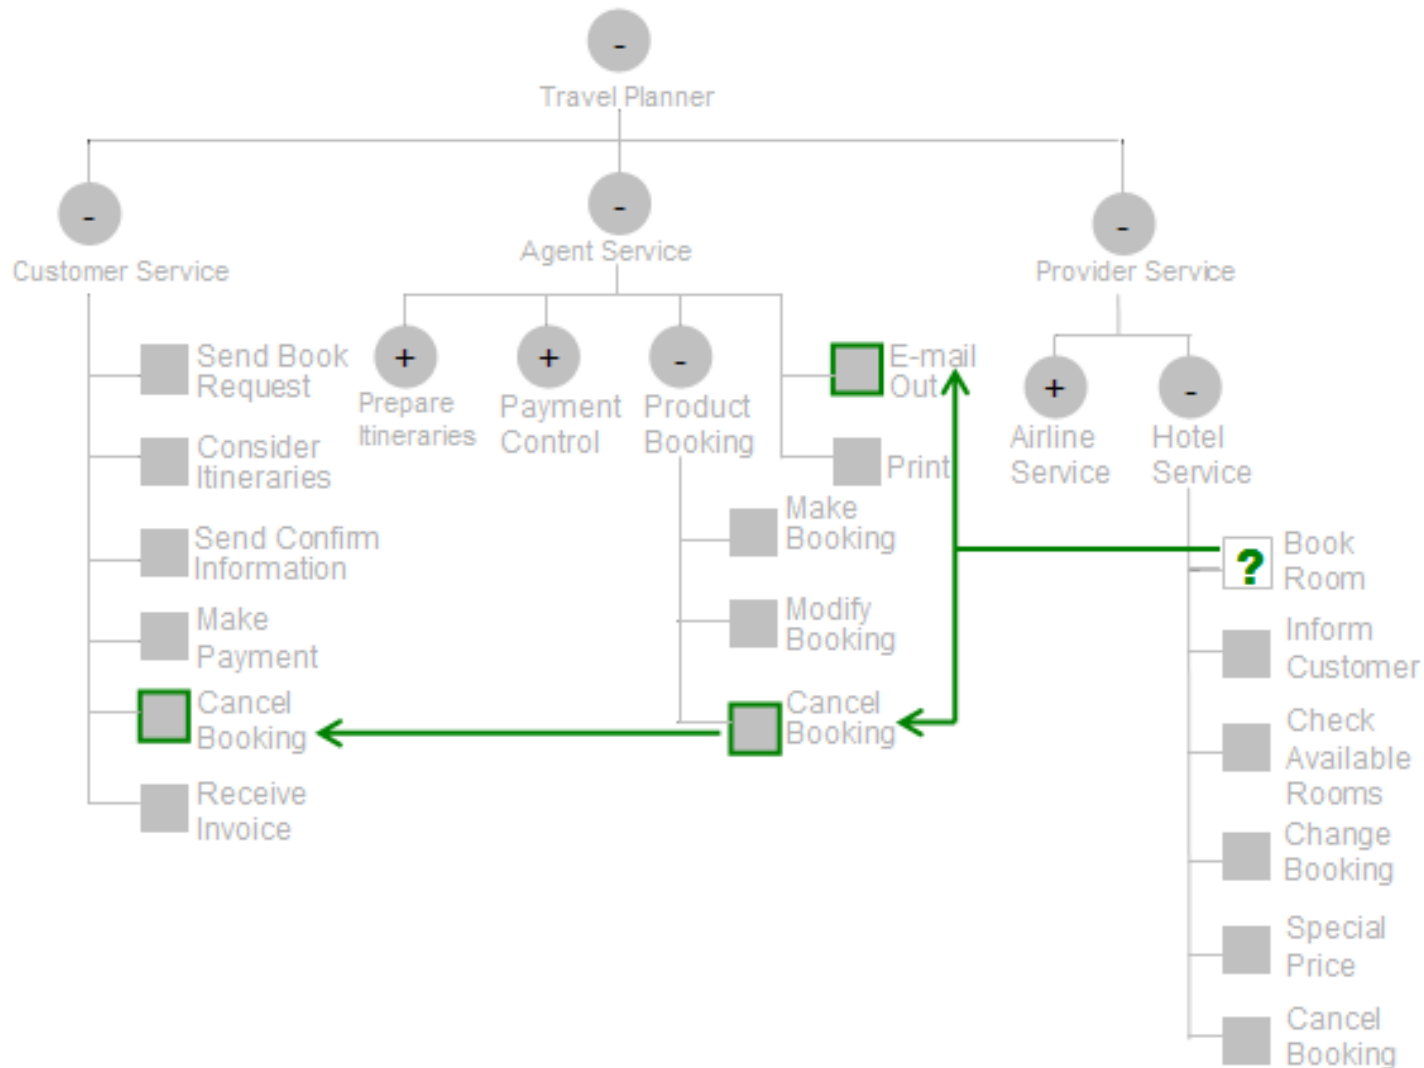 -
Travel Planner
-
Customer Service
-
Agent Service
-
Provider Service
Send Book
Request
Consider
Itineraries
Send Confirm
Information
Make
Payment
Cancel
Booking
Receive
Invoice
+
Prepare
Itineraries
+
Payment
Control
-
Product
Booking
Make
Booking
Modify
Booking
Cancel
Booking
E-mail
Out
Print
+
Airline
Service
-
Hotel
Service
?
Book
Room
Inform
Customer
Check
Available
Rooms
Change
Booking
Special
Price
Cancel
Booking